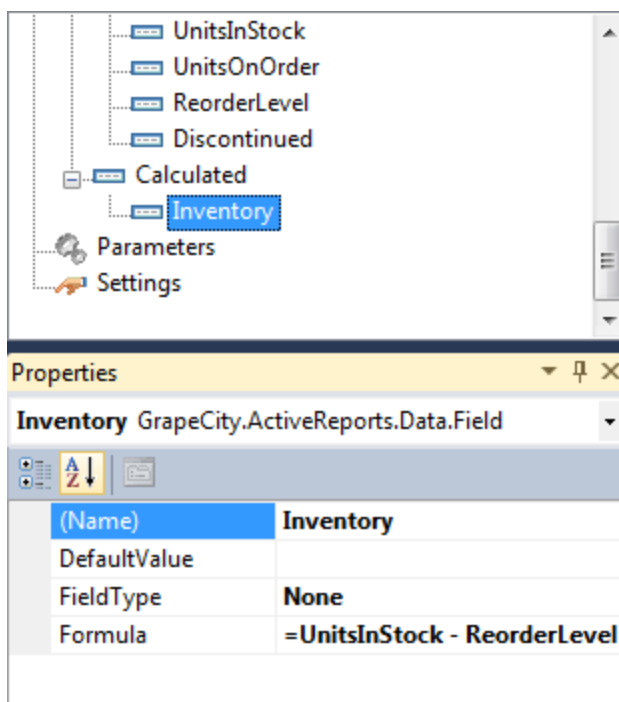 UnitsInStock
UnitsOnOrder
ReorderLevel
Discontinued
Calculated
Inventory
Parameters
Settings
Properties
Inventory GrapeCity.ActiveReports.Data.Field
A Z
(Name) Inventory
DefaultValue
FieldType None
Formula =UnitsInStock - ReorderLevel